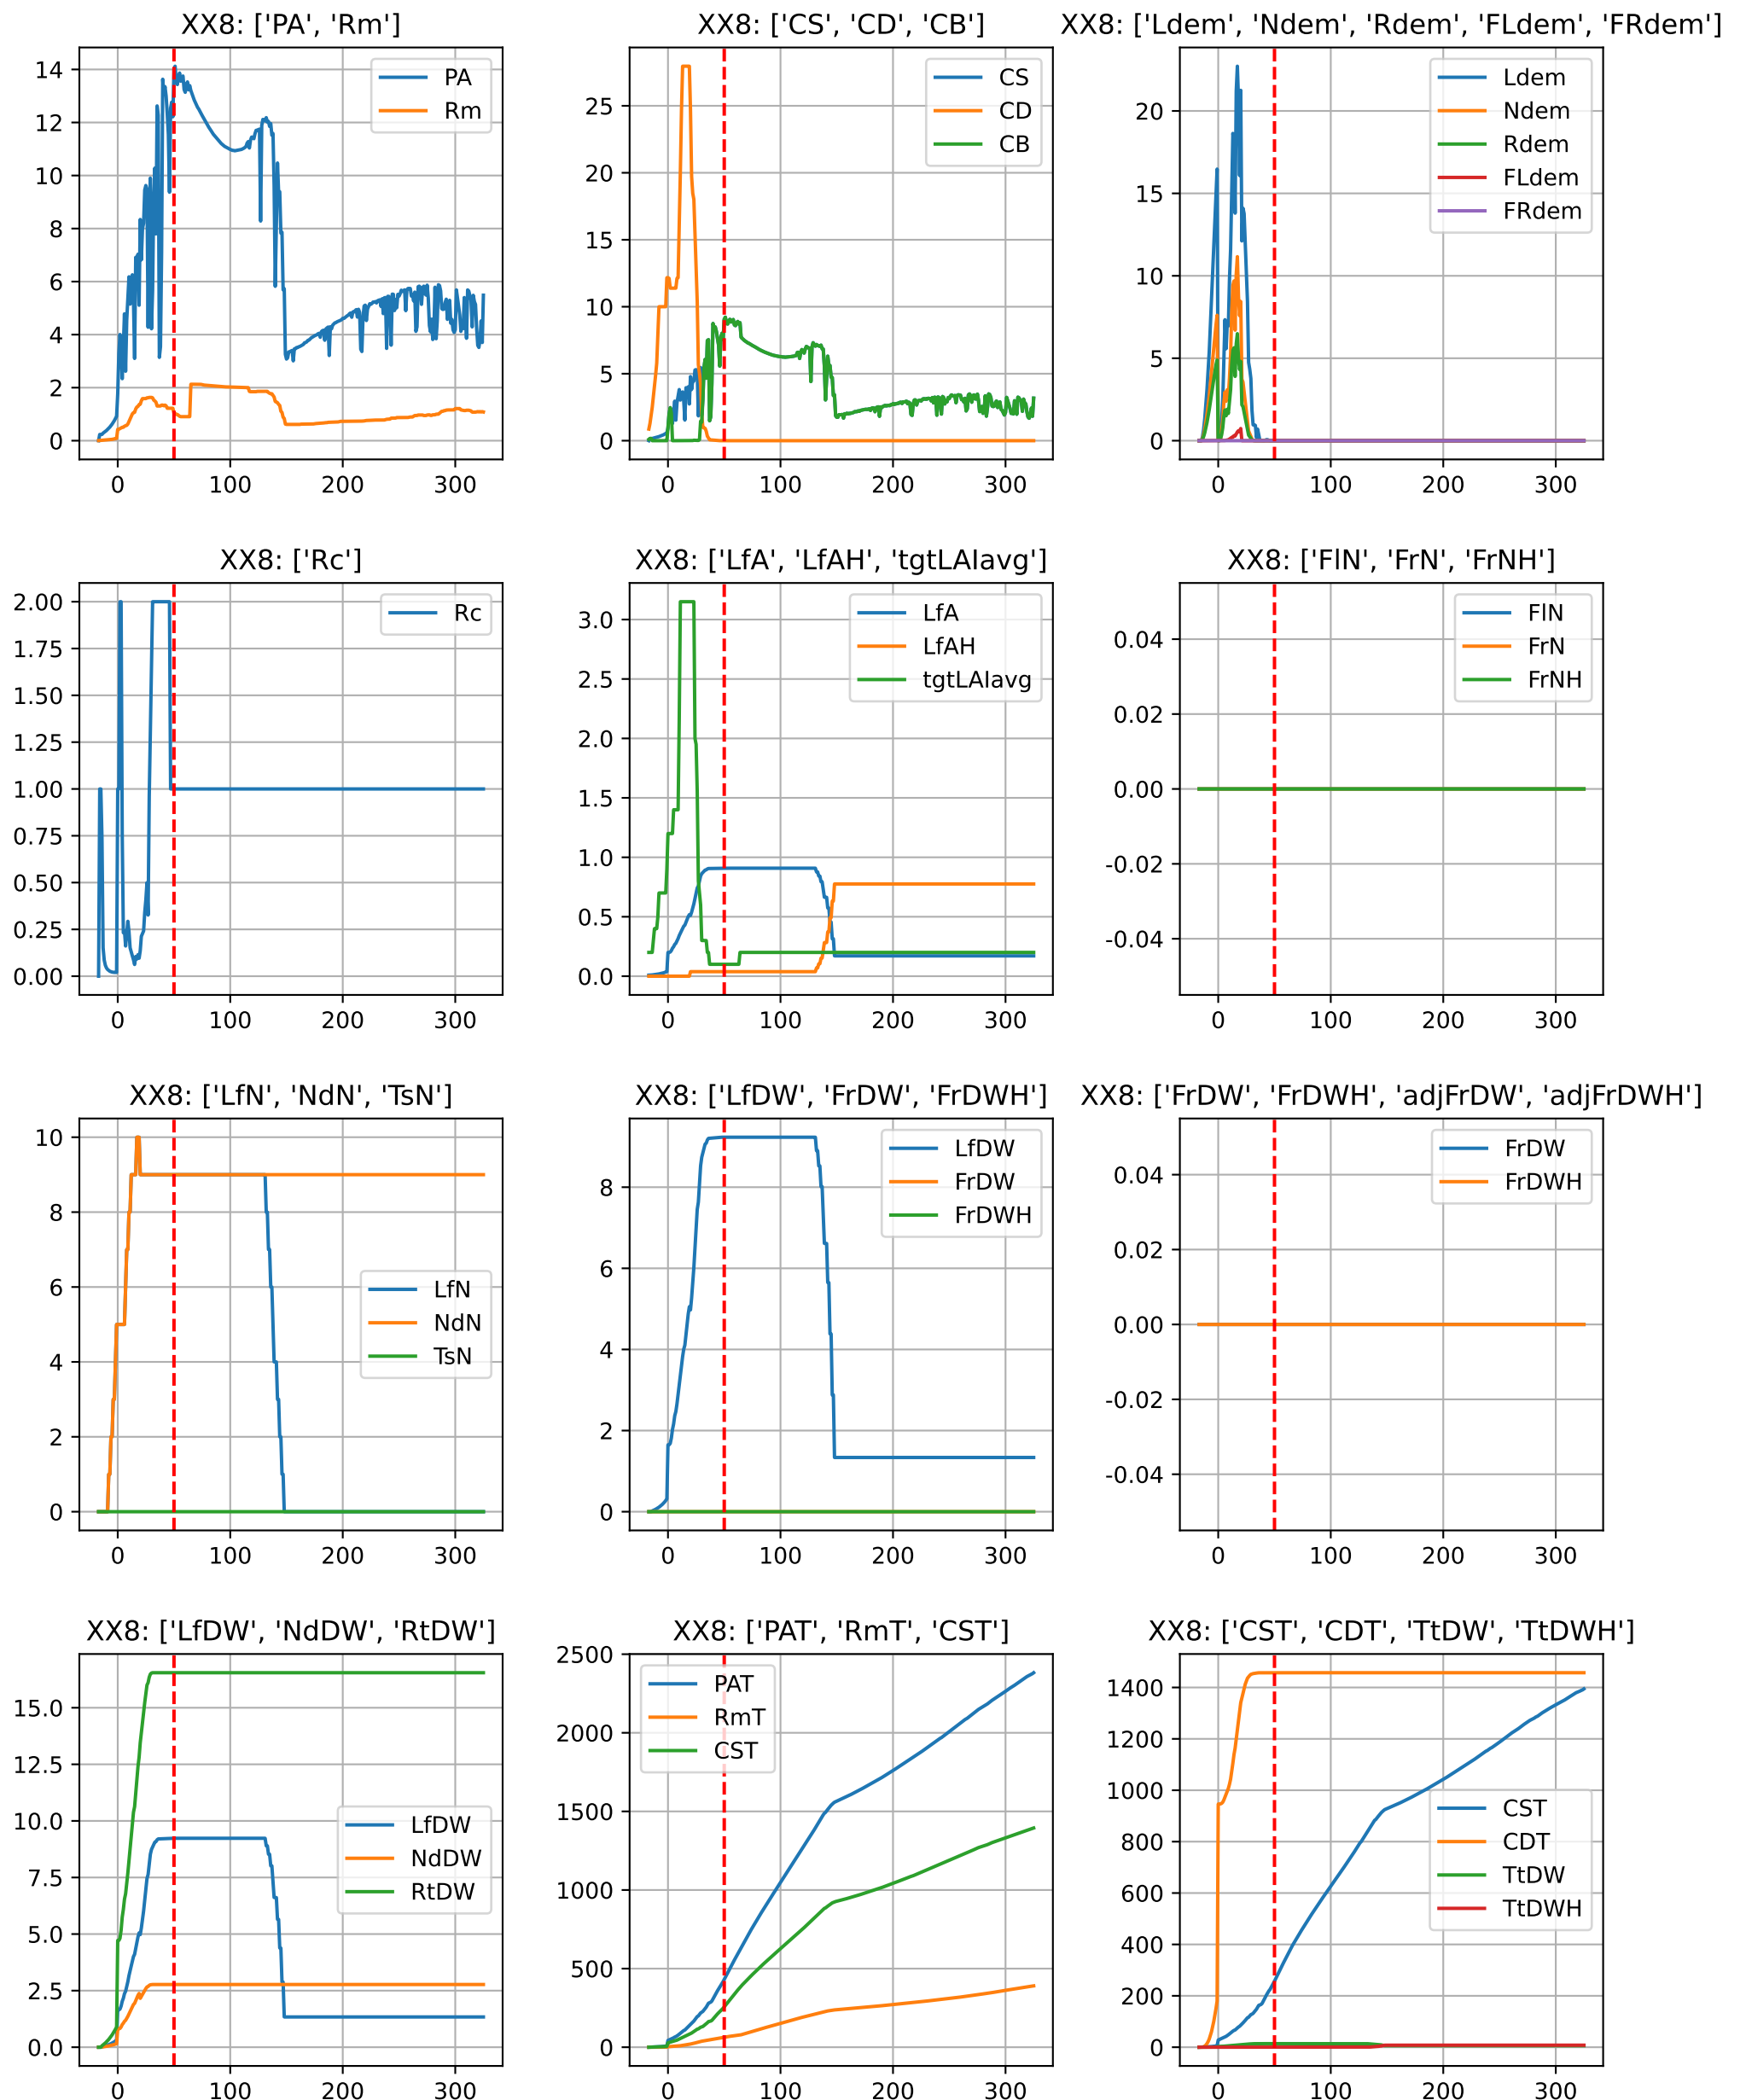 XX8: ['PA', 'Rm']
14
12
10
8
6
4
2
0
0 100 200 300
PA
Rm
XX8: ['CS', 'CD', 'CB']
25
20
15
10
5
0
0 100 200 300
CS
CD
CB
XX8: ['Ldem', 'Ndem', 'Rdem', 'FLdem', 'FRdem']
20
15
10
5
0
0 100 200 300
Ldem
Ndem
Rdem
FLdem
FRdem
XX8: ['Rc']
2.00
1.75
1.50
1.25
1.00
0.75
0.50
0.25
0.00
0 100 200 300
Rc
XX8: ['LfA', 'LfAH', 'tgtLAIavg']
3.0
2.5
2.0
1.5
1.0
0.5
0.0
0 100 200 300
LfA
LfAH
tgtLAIavg
XX8: ['FlN', 'FrN', 'FrNH']
0.04
0.02
0.00
-0.02
-0.04
0 100 200 300
FlN
FrN
FrNH
XX8: ['LfN', 'NdN', 'TsN']
10
8
6
4
2
0
0 100 200 300
LfN
NdN
TsN
XX8: ['LfDW', 'FrDW', 'FrDWH']
8
6
4
2
0
0 100 200 300
LfDW
FrDW
FrDWH
XX8: ['FrDW', 'FrDWH', 'adjFrDW', 'adjFrDWH']
0.04
0.02
0.00
-0.02
-0.04
0 100 200 300
FrDW
FrDWH
XX8: ['LfDW', 'NdDW', 'RtDW']
15.0
12.5
10.0
7.5
5.0
2.5
0.0
0 100 200 300
LfDW
NdDW
RtDW
XX8: ['PAT', 'RmT', 'CST']
2500
2000
1500
1000
500
0
0 100 200 300
PAT
RmT
CST
XX8: ['CST', 'CDT', 'TtDW', 'TtDWH']
1400
1200
1000
800
600
400
200
0
0 100 200 300
CST
CDT
TtDW
TtDWH